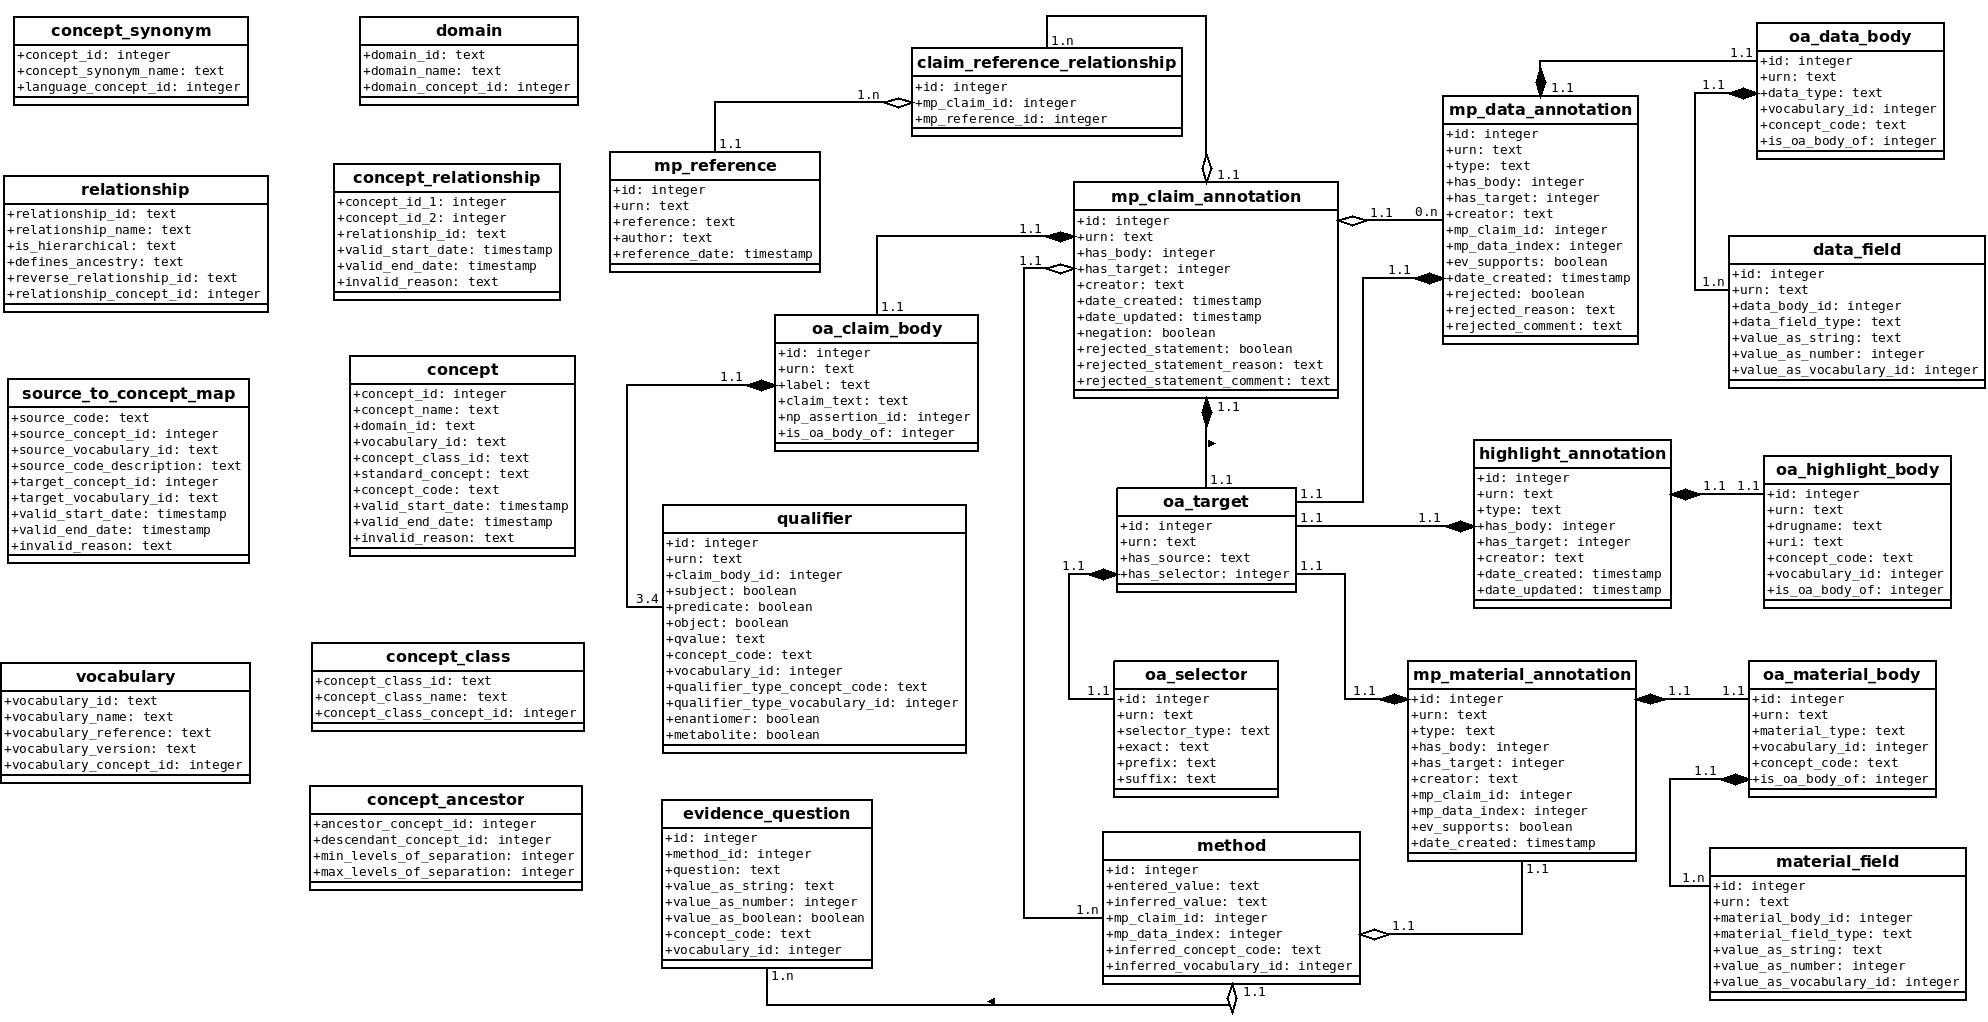 concept_synonym
+concept_id: integer
+concept_synonym_name: text
+language_concept_id: integer
domain
+domain_id: text
+domain_name: text
+domain_concept_id: integer
relationship
+relationship_id: text
+relationship_name: text
+is_hierarchical: text
+defines_ancestry: text
+reverse_relationship_id: text
+relationship_concept_id: integer
concept_relationship
+concept_id_1: integer
+concept_id_2: integer
+relationship_id: text
+valid_start_date: timestamp
+valid_end_date: timestamp
+invalid_reason: text
source_to_concept_map
+source_code: text
+source_concept_id: integer
+source_vocabulary_id: text
+source_code_description: text
+target_concept_id: integer
+target_vocabulary_id: text
+valid_start_date: timestamp
+valid_end_date: timestamp
+invalid_reason: text
concept
+concept_id: integer
+concept_name: text
+domain_id: text
+vocabulary_id: text
+concept_class_id: text
+standard_concept: text
+concept_code: text
+valid_start_date: timestamp
+valid_end_date: timestamp
+invalid_reason: text
vocabulary
+vocabulary_id: text
+vocabulary_name: text
+vocabulary_reference: text
+vocabulary_version: text
+vocabulary_concept_id: integer
concept_class
+concept_class_id: text
+concept_class_name: text
+concept_class_concept_id: integer
concept_ancestor
+ancestor_concept_id: integer
+descendant_concept_id: integer
+min_levels_of_separation: integer
+max_levels_of_separation: integer
1.n
claim_reference_relationship
+id: integer
+mp_claim_id: integer
+mp_reference_id: integer
1.n
1.1
mp_reference
+id: integer
+urn: text
+reference: text
+author: text
+reference_date: timestamp
1.1
mp_claim_annotation
+id: integer
+urn: text
+has_body: integer
+has_target: integer
+creator: text
+date_created: timestamp
+date_updated: timestamp
+negation: boolean
+rejected_statement: boolean
+rejected_statement_reason: text
+rejected_statement_comment: text
1.1
1.1
1.1
1.1
0.n
1.1
oa_claim_body
+id: integer
+urn: text
+label: text
+claim_text: text
+np_assertion_id: integer
+is_oa_body_of: integer
1.1
3.4
qualifier
+id: integer
+urn: text
+claim_body_id: integer
+subject: boolean
+predicate: boolean
+object: boolean
+qvalue: text
+concept_code: text
+vocabulary_id: integer
+qualifier_type_concept_code: text
+qualifier_type_vocabulary_id: integer
+enantiomer: boolean
+metabolite: boolean
evidence_question
+id: integer
+method_id: integer
+question: text
+value_as_string: text
+value_as_number: integer
+value_as_boolean: boolean
+concept_code: text
+vocabulary_id: integer
1.n
1.1
mp_data_annotation
+id: integer
+urn: text
+type: text
+has_body: integer
+has_target: integer
+creator: text
+mp_claim_id: integer
+mp_data_index: integer
+ev_supports: boolean
+date_created: timestamp
+rejected: boolean
+rejected_reason: text
+rejected_comment: text
1.1
1.1
oa_data_body
+id: integer
+urn: text
+data_type: text
+vocabulary_id: integer
+concept_code: text
+is_oa_body_of: integer
1.1
1.1
1.n
data_field
+id: integer
+urn: text
+data_body_id: integer
+data_field_type: text
+value_as_string: text
+value_as_number: integer
+value_as_vocabulary_id: integer
1.1
oa_target
+id: integer
+urn: text
+has_source: text
+has_selector: integer
1.1
1.1
1.1
1.1
1.1
highlight_annotation
+id: integer
+urn: text
+type: text
+has_body: integer
+has_target: integer
+creator: text
+date_created: timestamp
+date_updated: timestamp
1.1
1.1
oa_highlight_body
+id: integer
+urn: text
+drugname: text
+uri: text
+concept_code: text
+vocabulary_id: integer
+is_oa_body_of: integer
1.1
oa_selector
+id: integer
+urn: text
+selector_type: text
+exact: text
+prefix: text
+suffix: text
1.1
mp_material_annotation
+id: integer
+urn: text
+type: text
+has_body: integer
+has_target: integer
+creator: text
+mp_claim_id: integer
+mp_data_index: integer
+ev_supports: boolean
+date_created: timestamp
1.1
1.1
1.1
oa_material_body
+id: integer
+urn: text
+material_type: text
+vocabulary_id: integer
+concept_code: text
+is_oa_body_of: integer
1.1
1.n
material_field
+id: integer
+urn: text
+material_body_id: integer
+material_field_type: text
+value_as_string: text
+value_as_number: integer
+value_as_vocabulary_id: integer
method
+id: integer
+entered_value: text
+inferred_value: text
+mp_claim_id: integer
+mp_data_index: integer
+inferred_concept_code: text
+inferred_vocabulary_id: integer
1.n
1.1
1.1